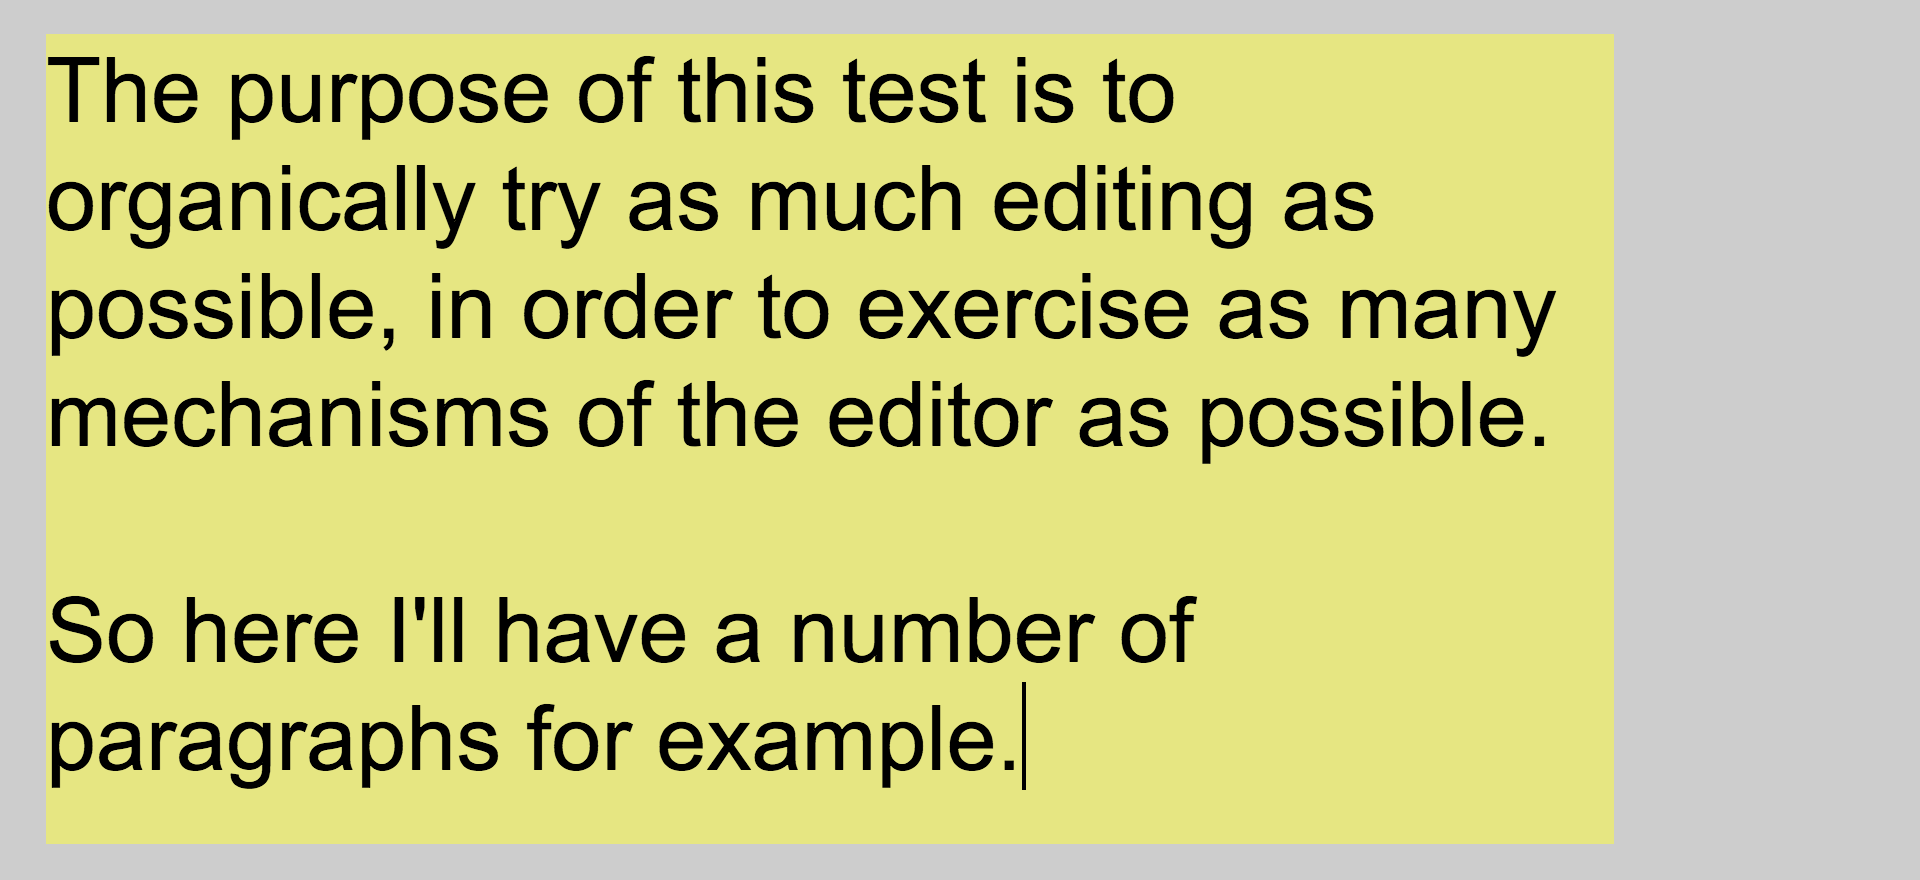 The purpose of this test is to
organically try as much editing as
possible, in order to exercise as many
mechanisms of the editor as possible.

So here I'll have a number of
paragraphs for example.